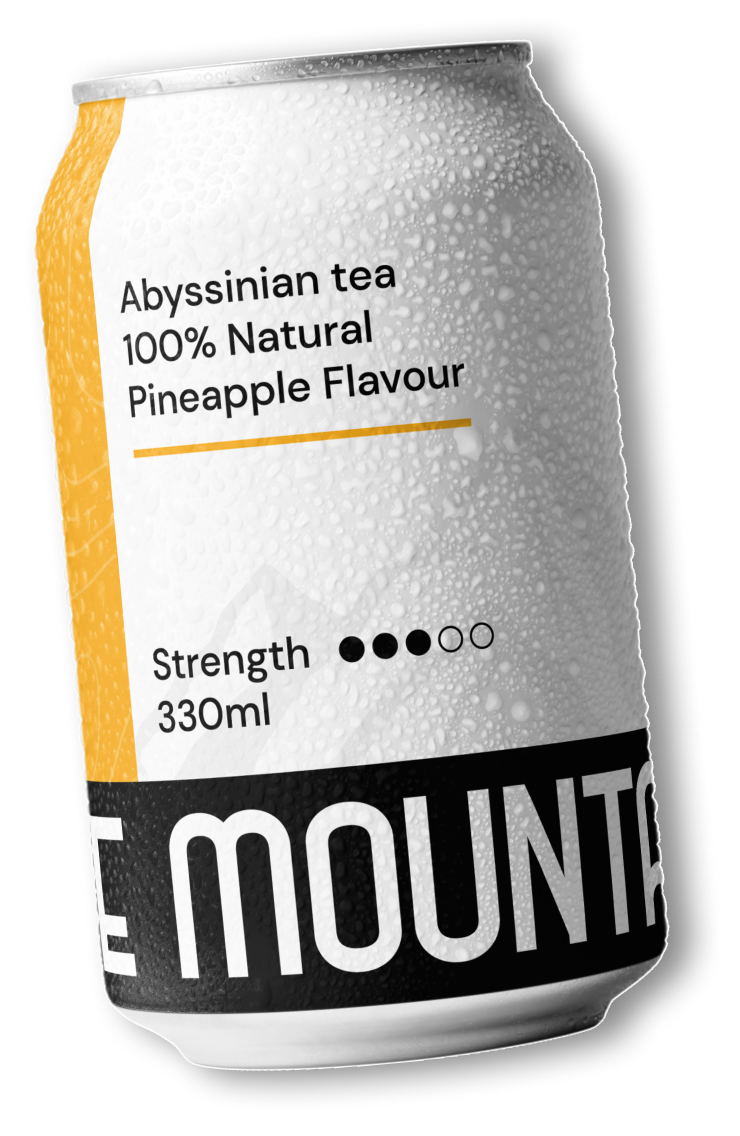 Abyssinian tea
100% Natural
Pineapple Flavour
Strength
330ml
MOUNTA